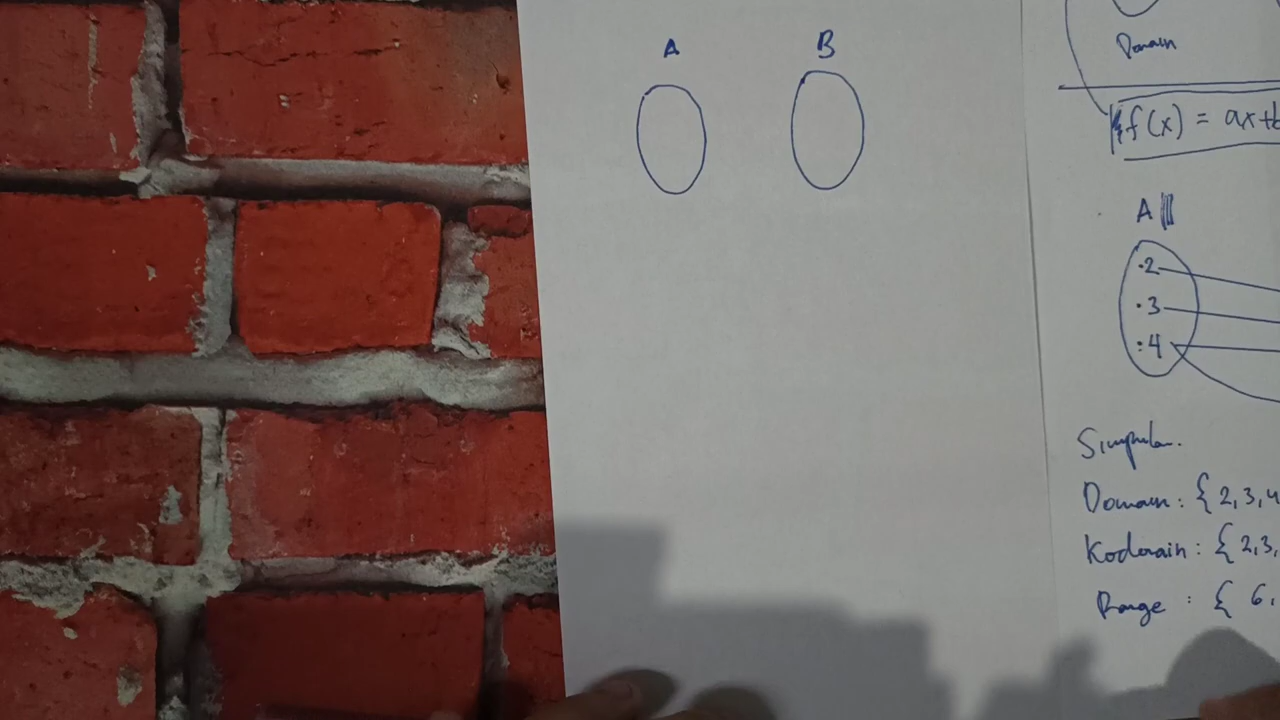 A B
Domain
f(x) = ax+b
A
.2
.3
.4
Simpulan.
Domain : { 2, 3, 4
Kodomain : { 2, 3,
Range : { 6,